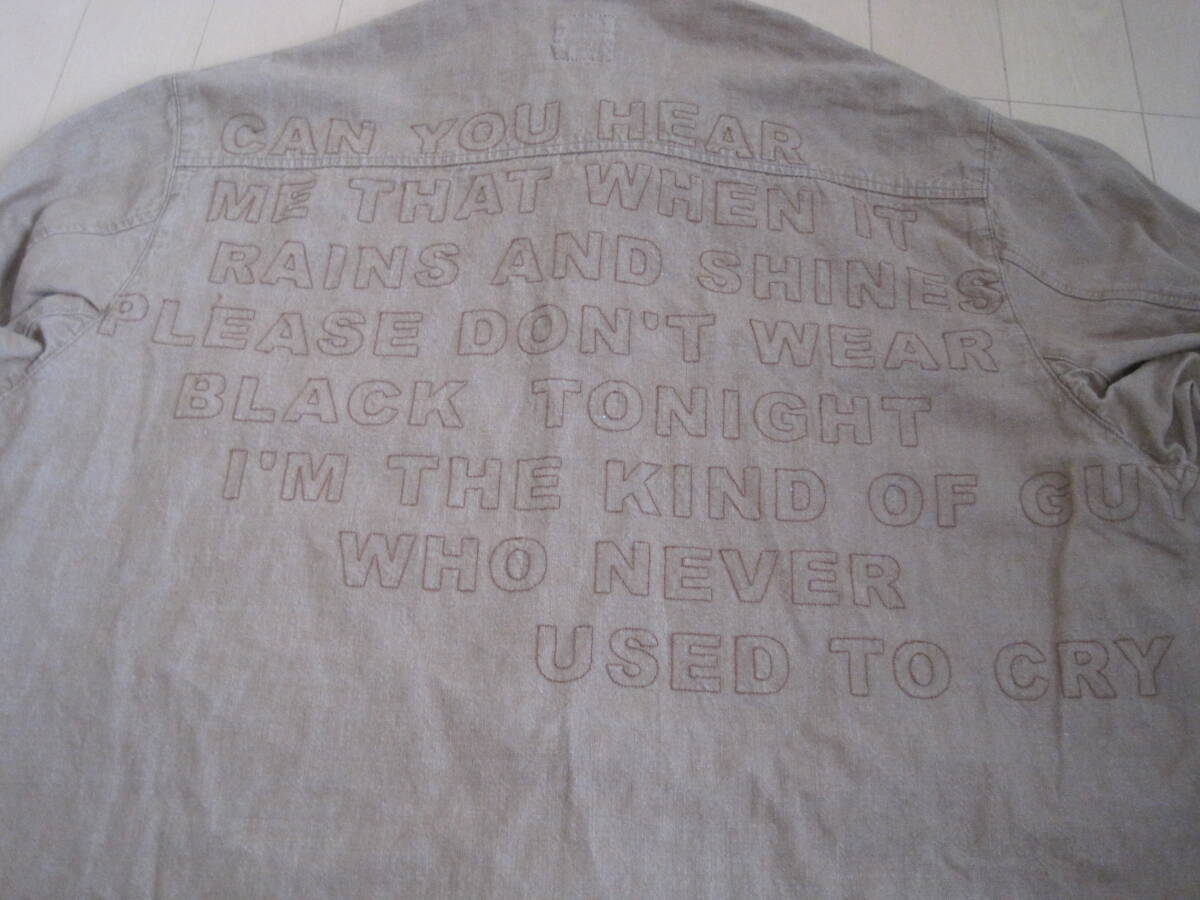 CAN YOU HEAR
ME THAT WHEN IT
RAINS AND SHINES
PLEASE DON'T WEAR
BLACK TONIGHT
I'M THE KIND OF GUY
WHO NEVER
USED TO CRY